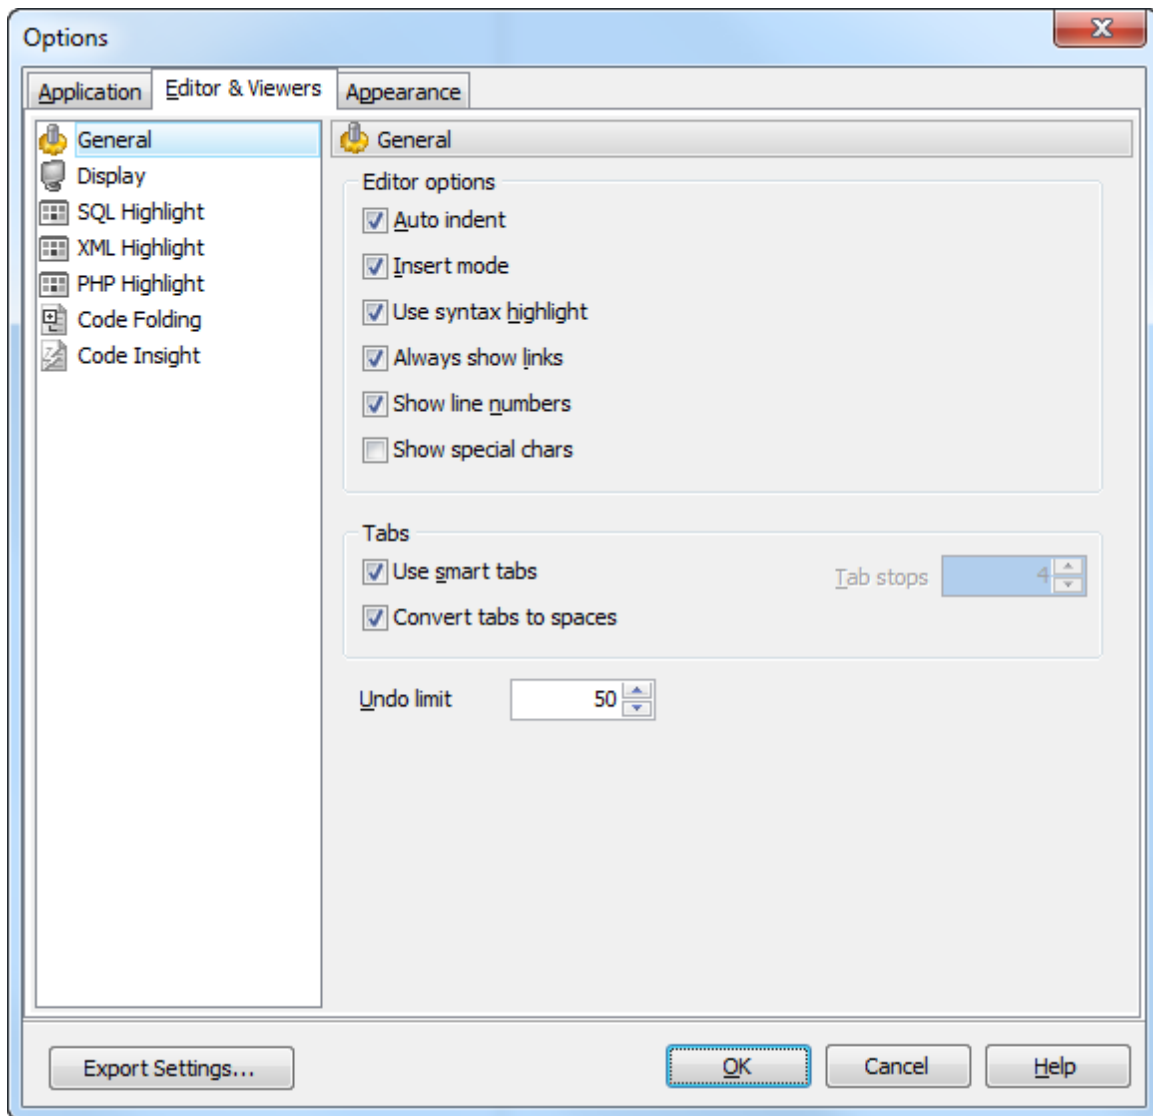 Options
Application
Editor & Viewers
Appearance
General
Display
SQL Highlight
XML Highlight
PHP Highlight
Code Folding
Code Insight
General
Editor options
Auto indent
Insert mode
Use syntax highlight
Always show links
Show line numbers
Show special chars
Tabs
Use smart tabs
Tab stops 4
Convert tabs to spaces
Undo limit 50
Export Settings...
OK
Cancel
Help